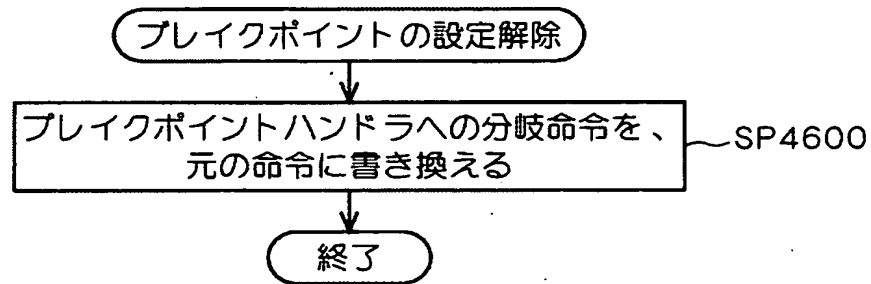 ブレイクポイントの設定解除
ブレイクポイントハンドラへの分岐命令を、
元の命令に書き換える
SP4600
終了